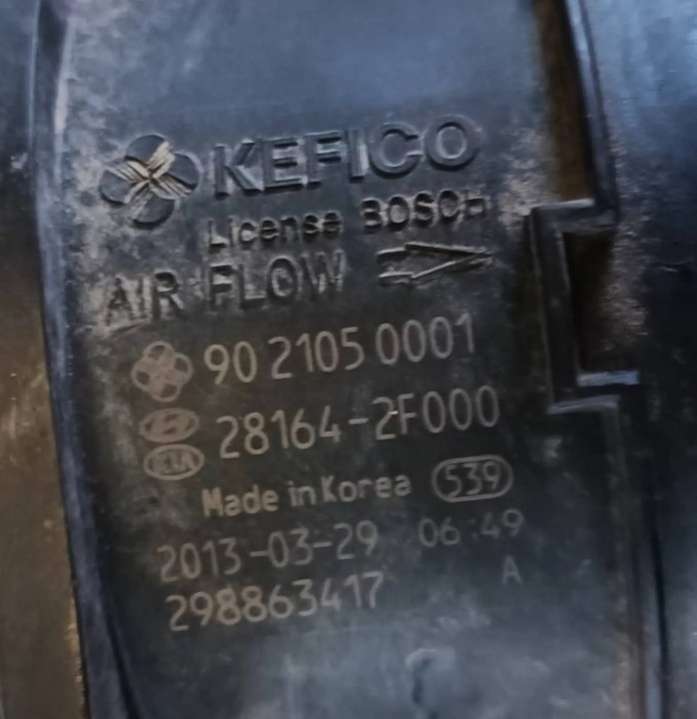 KEFICO
License BOSCH
AIR FLOW
90 2105 0001
28164-2F000
KIA
Made in Korea 539
2013-03-29 06:49
A
298863417